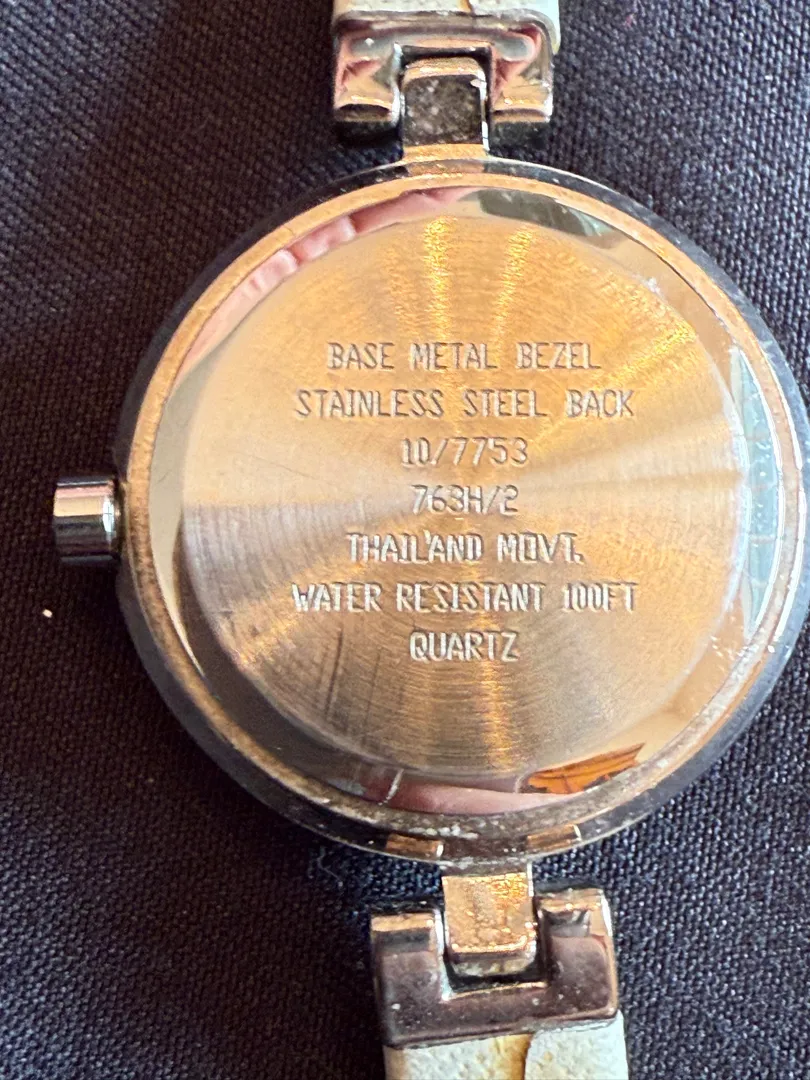 BASE METAL BEZEL
STAINLESS STEEL BACK
10/7753
763H/2
THAILAND MOVT.
WATER RESISTANT 100FT
QUARTZ